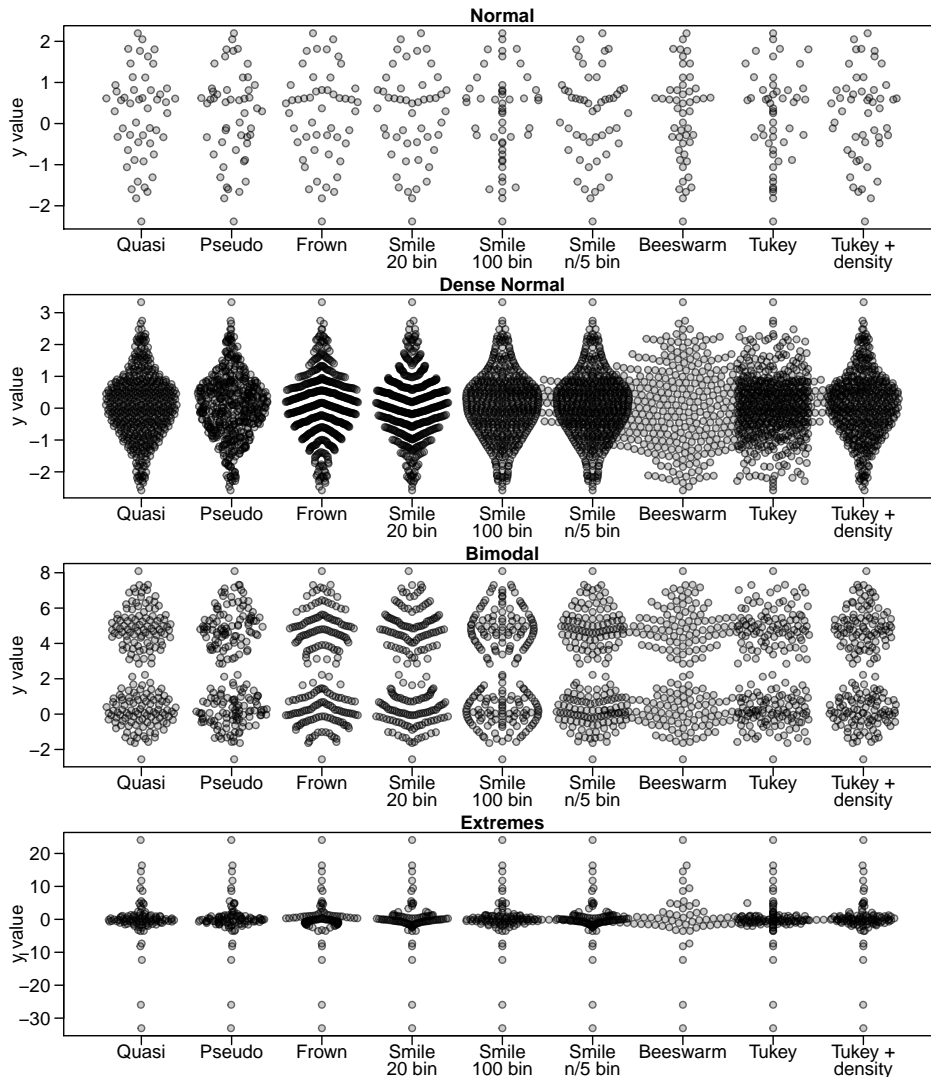 Normal
y value
2
1
0
−1
−2
Quasi Pseudo Frown Smile 20 bin Smile 100 bin Smile n/5 bin Beeswarm Tukey Tukey + density
Dense Normal
y value
3
2
1
0
−1
−2
Quasi Pseudo Frown Smile 20 bin Smile 100 bin Smile n/5 bin Beeswarm Tukey Tukey + density
Bimodal
y value
8
6
4
2
0
−2
Quasi Pseudo Frown Smile 20 bin Smile 100 bin Smile n/5 bin Beeswarm Tukey Tukey + density
Extremes
y value
20
10
0
−10
−20
−30
Quasi Pseudo Frown Smile 20 bin Smile 100 bin Smile n/5 bin Beeswarm Tukey Tukey + density